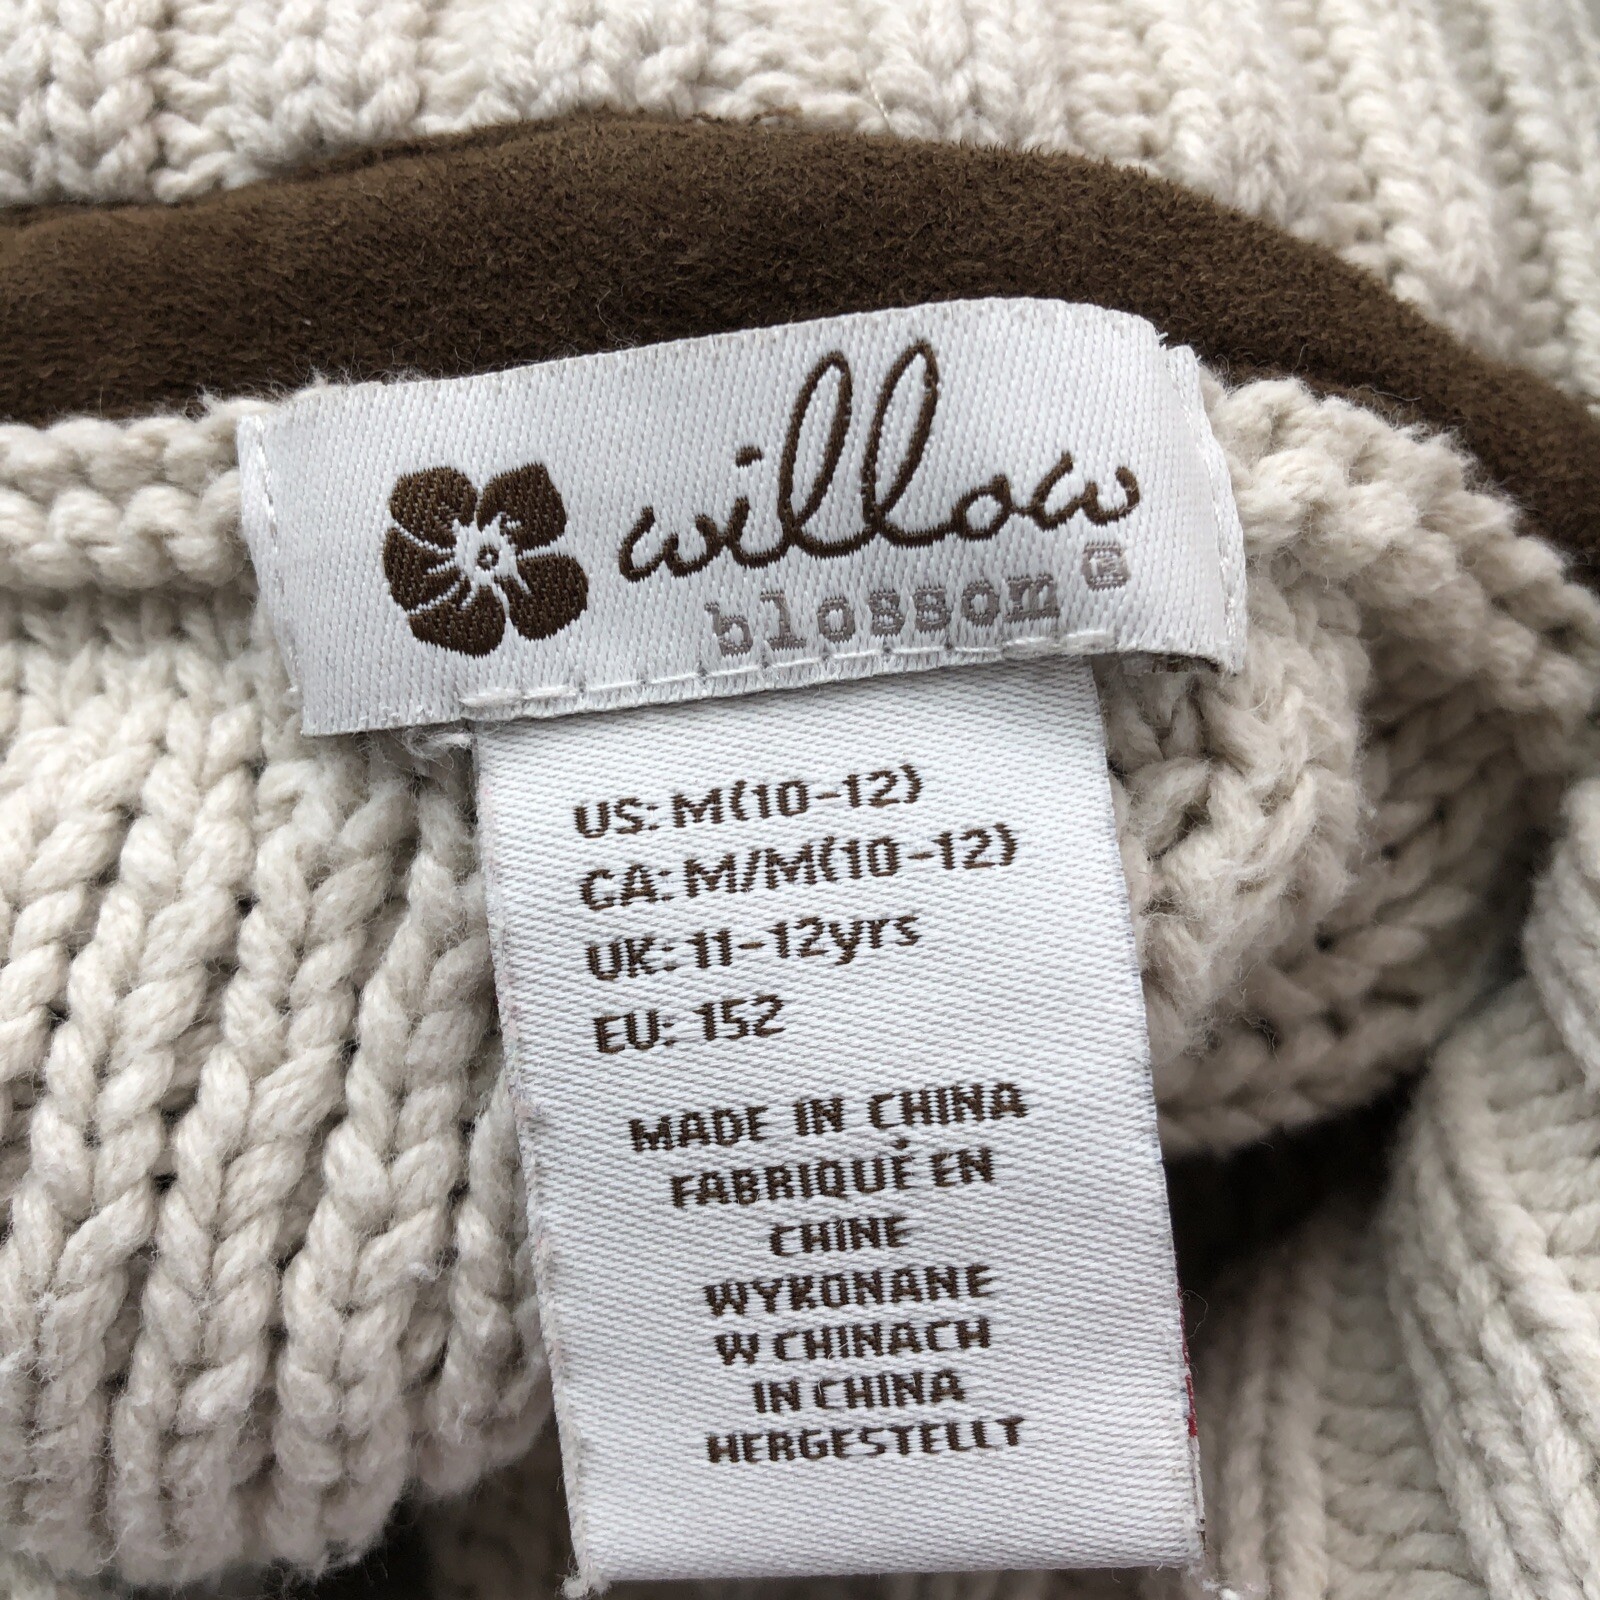 willow
blossom
US: M(10-12)
CA: M/M(10-12)
UK: 11-12yrs
EU: 152
MADE IN CHINA
FABRIQUÉ EN
CHINE
WYKONANE
W CHINACH
IN CHINA
HERGESTELLT